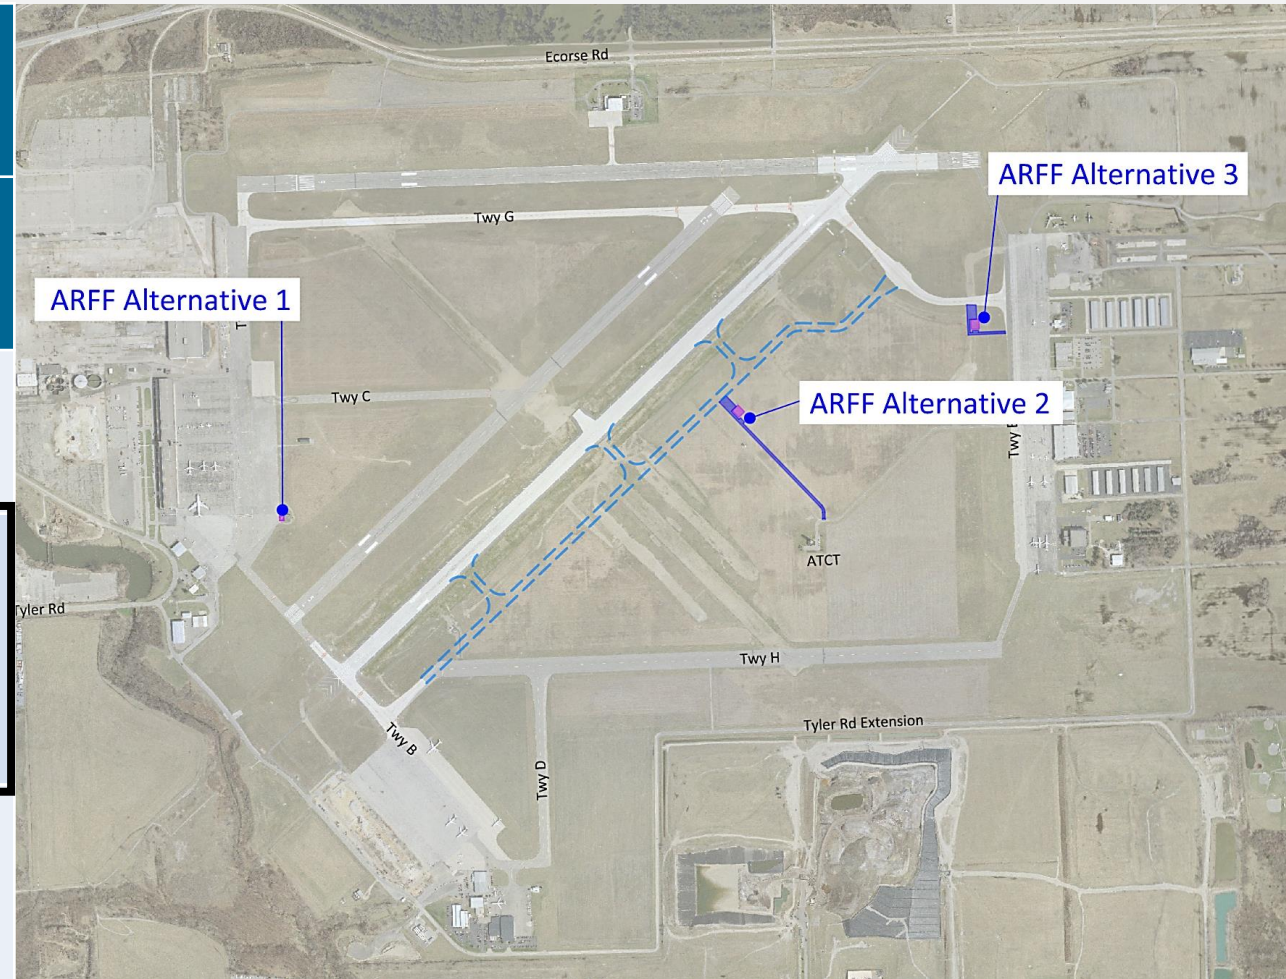 Ecorse Rd
ARFF Alternative 3
Twy G
ARFF Alternative 1
Twy C
ARFF Alternative 2
Twy
ATCT
Tyler Rd
Twy H
Tyler Rd Extension
Twy B
Twy D